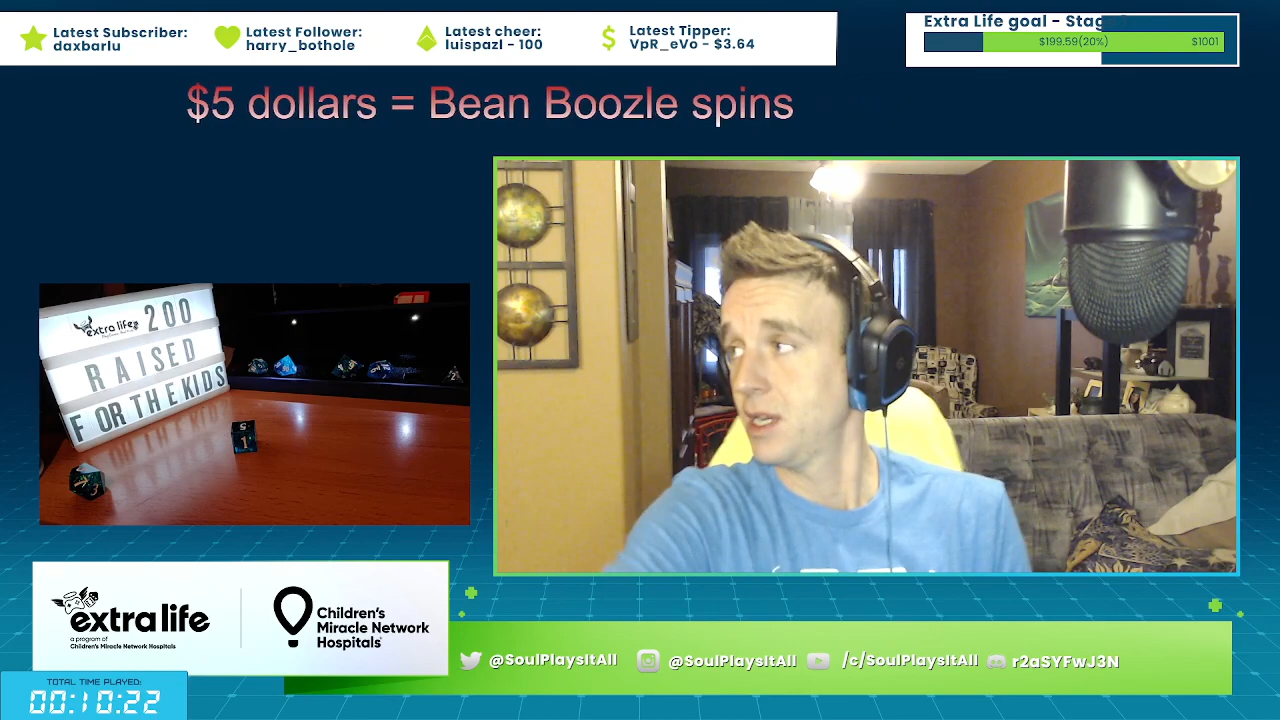 Latest Subscriber:
daxbarlu
Latest Follower:
harry_bothole
Latest cheer:
luispazl - 100
Latest Tipper:
VpR_eVo - $3.64
Extra Life goal - Stag
$199.59(20%)
$1001
$5 dollars = Bean Boozle spins
extra life
200
RAISED
FOR THE KIDS
5
1
extra life
a program of
Children's Miracle Network Hospitals
Children's
Miracle Network
Hospitals
@SoulPlaysItAll
@SoulPlaysItAll
/c/SoulPlaysItAll
r2aSYFwJ3N
TOTAL TIME PLAYED:
00:10:22